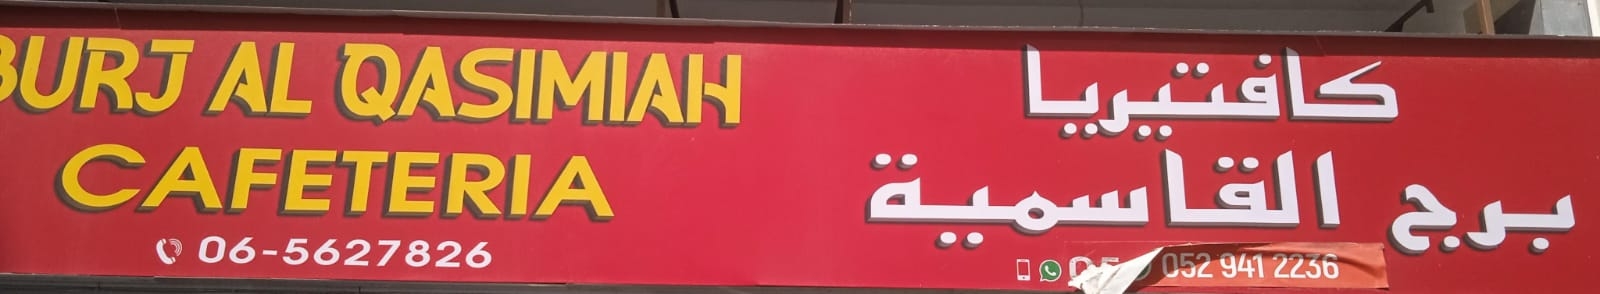 BURJ AL QASIMIAH
CAFETERIA
06-5627826
كافتيريا
برج القاسمية
052 941 2236